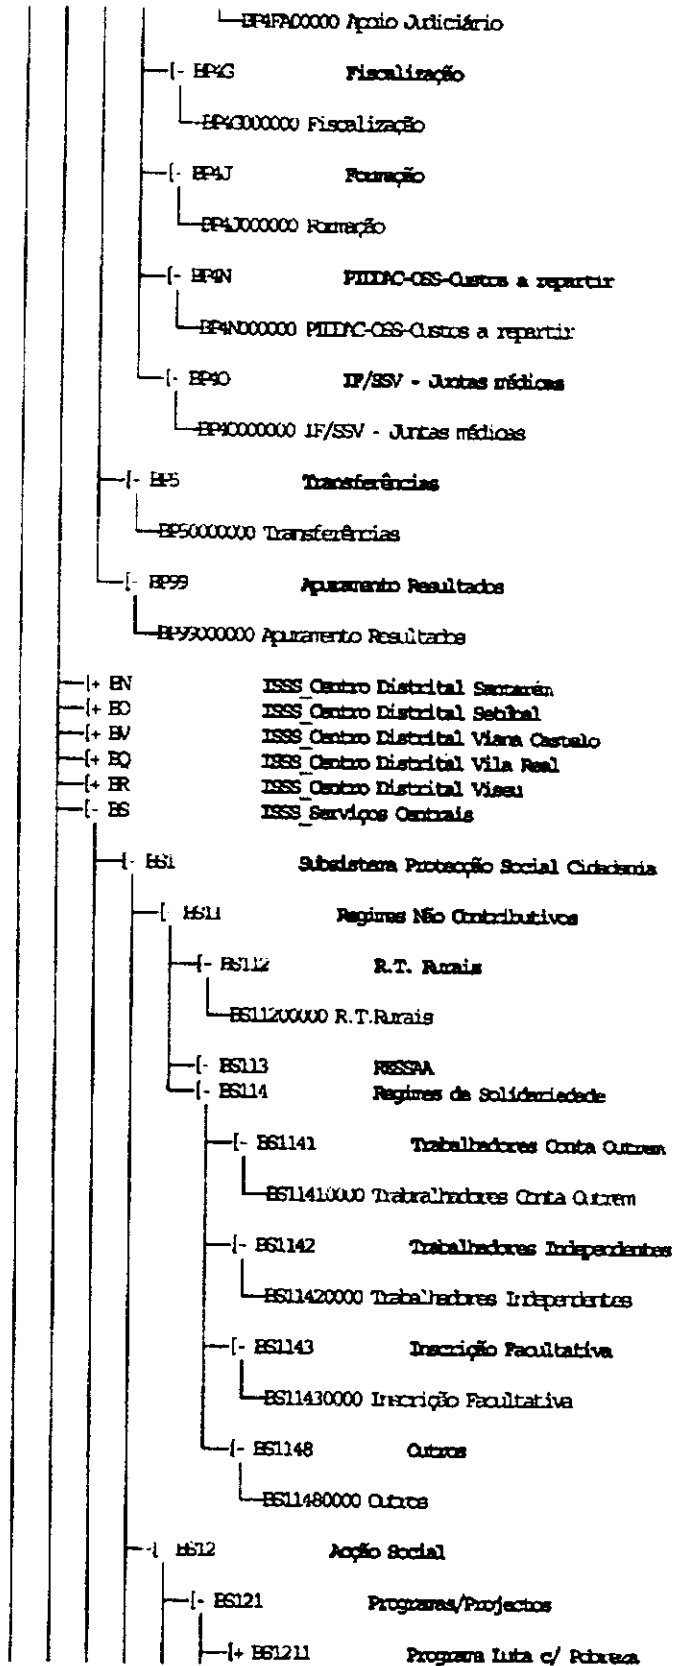 BP4FA00000 Apoio Judiciário
[- BP4G Fiscalização
BP4G000000 Fiscalização
[- BP4J Formação
BP4J000000 Formação
[- BP4N PIDDAC-OSS-Custos a repartir
BP4N000000 PIDDAC-OSS-Custos a repartir
[- BP4O IF/SSV - Juntas médicas
BP4O000000 IF/SSV - Juntas médicas
[- BP5 Transferências
BP50000000 Transferências
[- BP99 Apuramento Resultados
BP99000000 Apuramento Resultados
[+ BN ISSS_Centro Distrital Santarém
[+ BO ISSS_Centro Distrital Setúbal
[+ BV ISSS_Centro Distrital Viana Castelo
[+ BQ ISSS_Centro Distrital Vila Real
[+ BR ISSS_Centro Distrital Viseu
[- BS ISSS_Serviços Centrais
[- BS1 Subsistema Protecção Social Cidadania
[- BS11 Regimes Não Contributivos
[- BS112 R.T. Rurais
BS11200000 R.T.Rurais
[- BS113 RESSAA
[- BS114 Regimes de Solidariedade
[- BS1141 Trabalhadores Conta Outrem
BS11410000 Trabralhadores Conta Outrem
[- BS1142 Trabalhadores Independentes
BS11420000 Trabalhadores Independentes
[- BS1143 Inscrição Facultativa
BS11430000 Inscrição Facultativa
[- BS1148 Outros
BS11480000 Outros
[- BS12 Acção Social
[- BS121 Programas/Projectos
[+ BS1211 Programa Luta c/ Pobreza